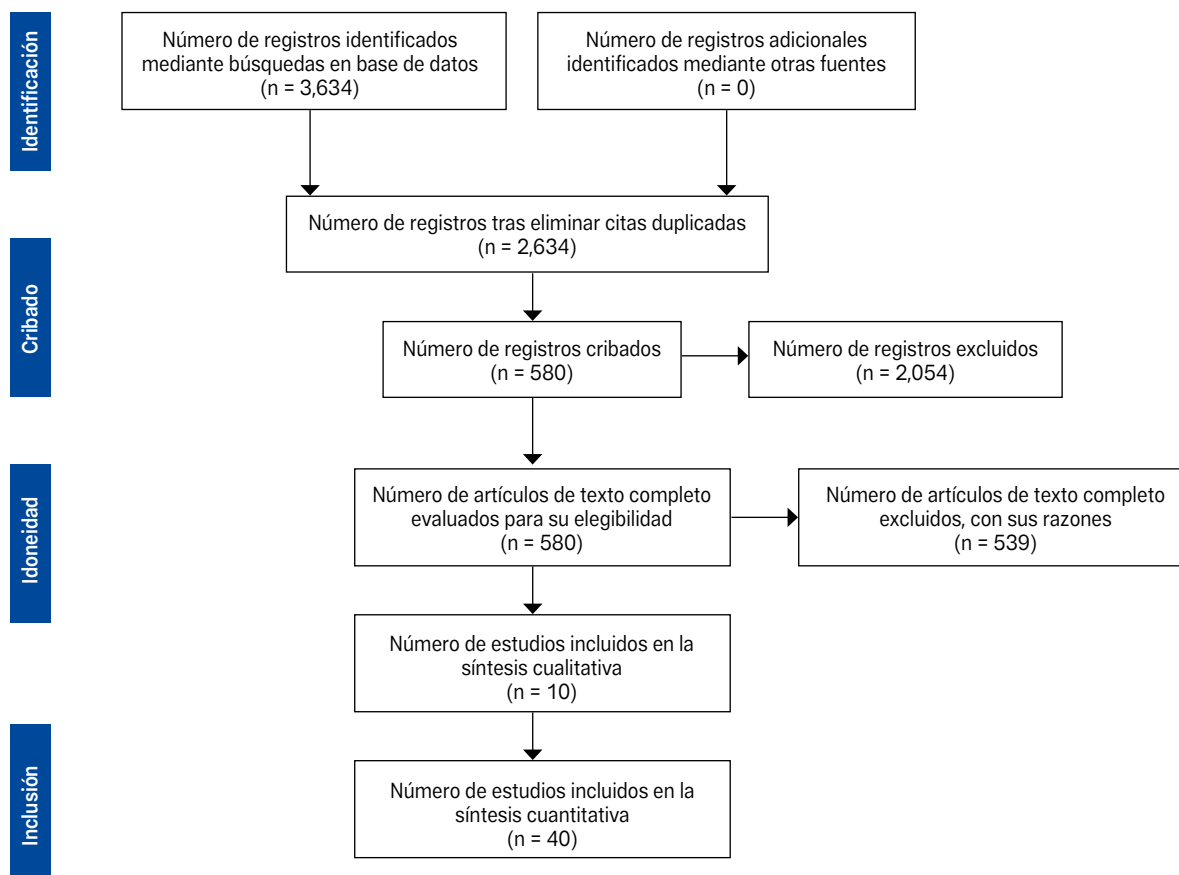 Identificación
Número de registros identificados
mediante búsquedas en base de datos
(n = 3,634)
Número de registros adicionales
identificados mediante otras fuentes
(n = 0)
Número de registros tras eliminar citas duplicadas
(n = 2,634)
Cribado
Número de registros cribados
(n = 580)
Número de registros excluidos
(n = 2,054)
Idoneidad
Número de artículos de texto completo
evaluados para su elegibilidad
(n = 580)
Número de artículos de texto completo
excluidos, con sus razones
(n = 539)
Número de estudios incluidos en la
síntesis cualitativa
(n = 10)
Inclusión
Número de estudios incluidos en la
síntesis cuantitativa
(n = 40)